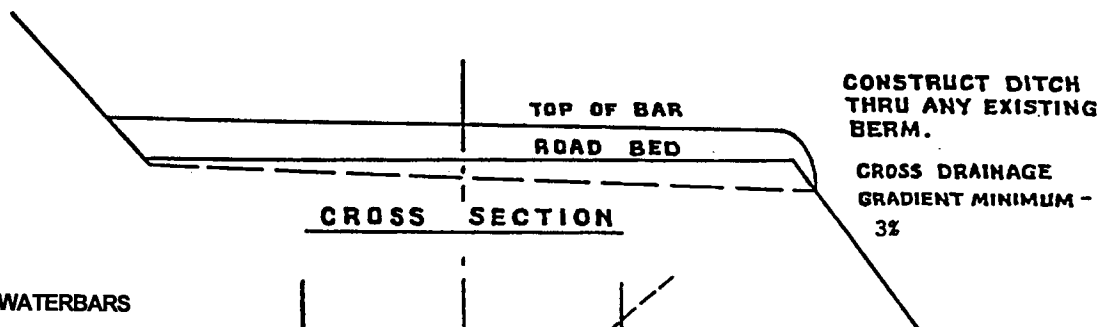 TOP OF BAR
ROAD BED
CONSTRUCT DITCH
THRU ANY EXISTING
BERM.
CROSS DRAINAGE
GRADIENT MINIMUM -
3%
CROSS SECTION
WATERBARS